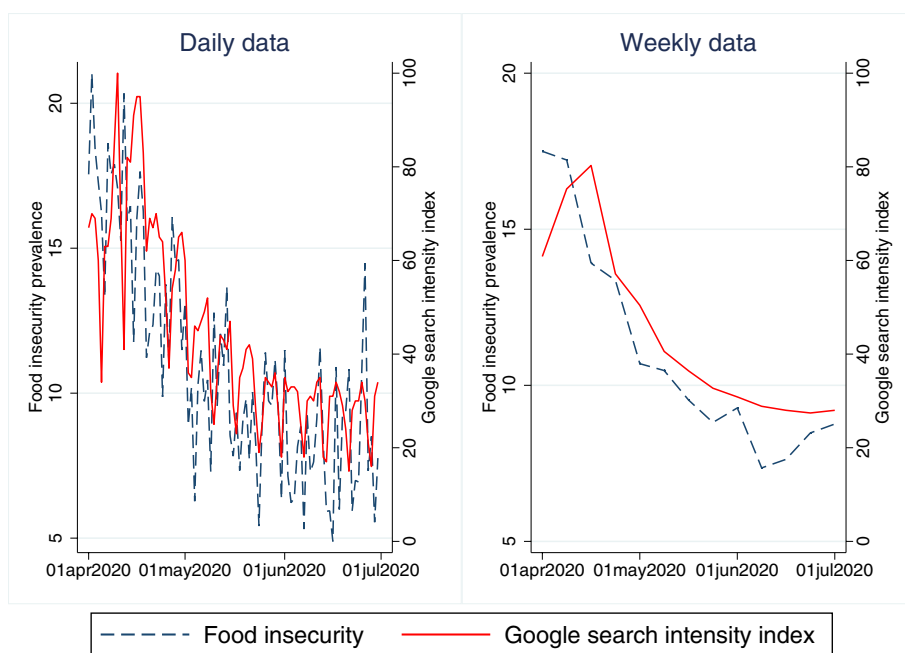 Daily data
Food insecurity prevalence
20
15
10
5
Google search intensity index
100
80
60
40
20
0
01apr2020 01may2020 01jun2020 01jul2020
Weekly data
Food insecurity prevalence
20
15
10
5
Google search intensity index
100
80
60
40
20
0
01apr2020 01may2020 01jun2020 01jul2020
Food insecurity Google search intensity index